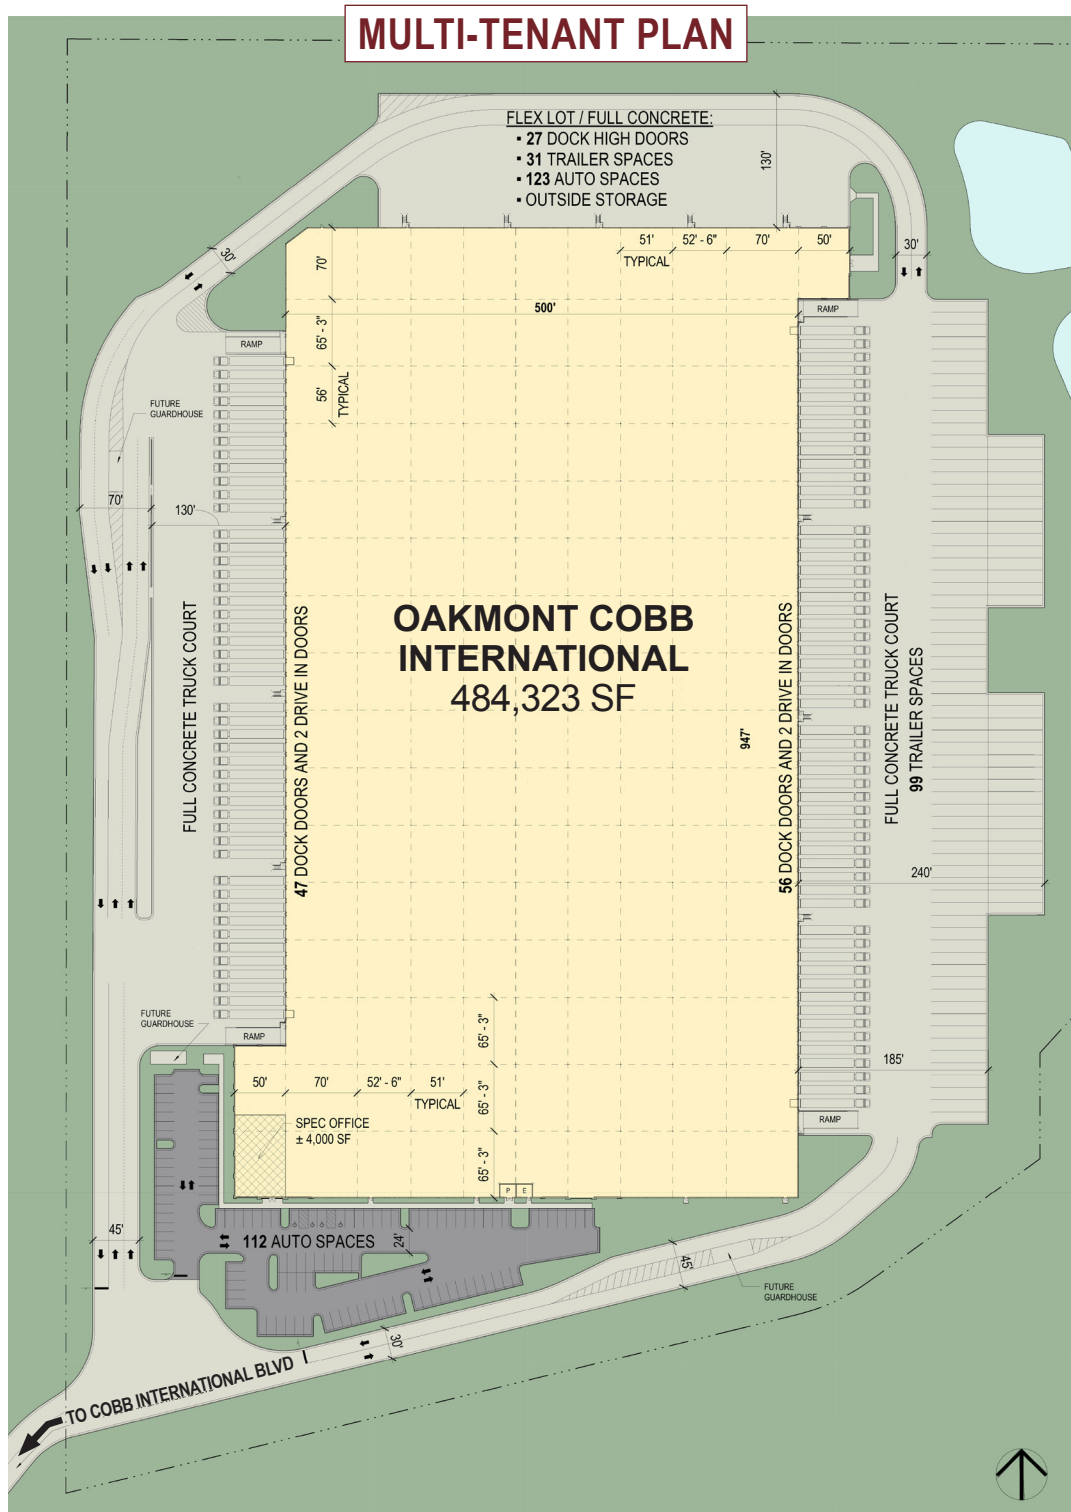 MULTI-TENANT PLAN
FLEX LOT / FULL CONCRETE:
▪ 27 DOCK HIGH DOORS
▪ 31 TRAILER SPACES
▪ 123 AUTO SPACES
▪ OUTSIDE STORAGE
130'
51'
52' - 6"
70'
50'
TYPICAL
30'
30'
70'
500'
RAMP
RAMP
65' - 3"
56'
TYPICAL
FUTURE
GUARDHOUSE
70'
130'
FULL CONCRETE TRUCK COURT
47 DOCK DOORS AND 2 DRIVE IN DOORS
OAKMONT COBB
INTERNATIONAL
484,323 SF
947'
56 DOCK DOORS AND 2 DRIVE IN DOORS
FULL CONCRETE TRUCK COURT
99 TRAILER SPACES
240'
FUTURE
GUARDHOUSE
RAMP
65' - 3"
185'
50'
70'
52' - 6"
51'
TYPICAL
65' - 3"
SPEC OFFICE
± 4,000 SF
RAMP
65' - 3"
P
E
45'
112 AUTO SPACES
24'
45'
FUTURE
GUARDHOUSE
30'
TO COBB INTERNATIONAL BLVD